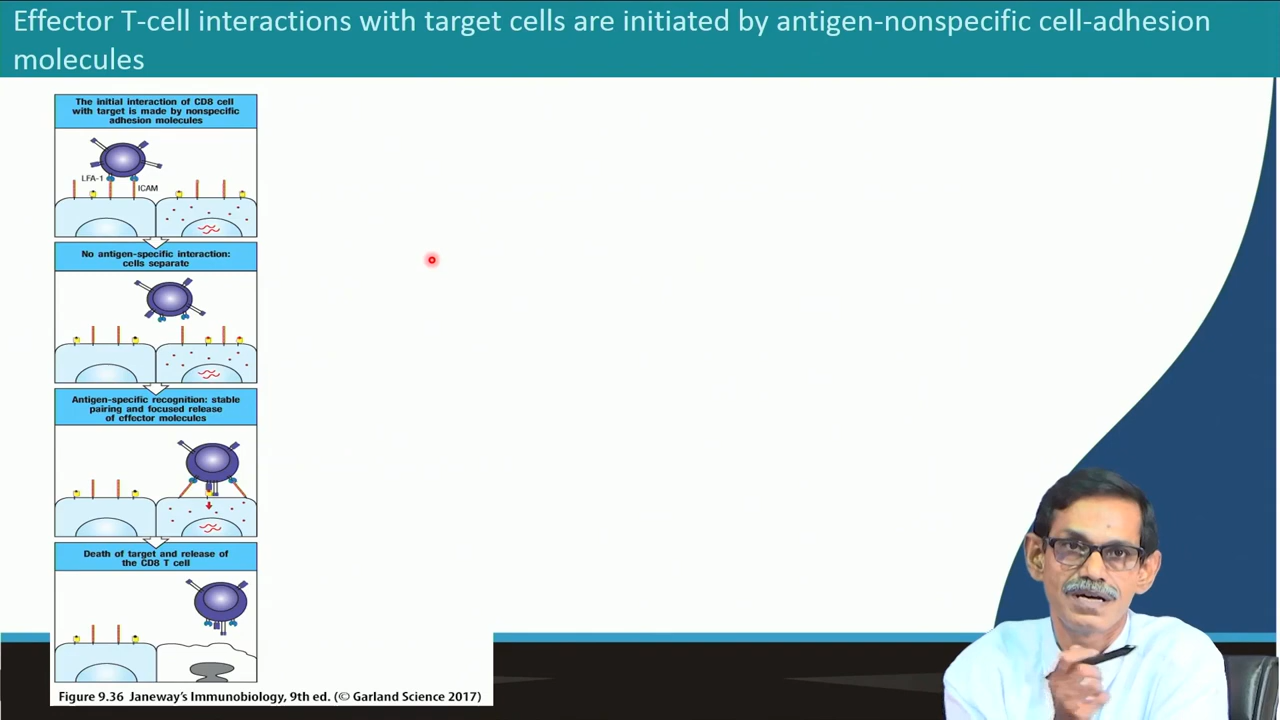 Effector T-cell interactions with target cells are initiated by antigen-nonspecific cell-adhesion
molecules
The initial interaction of CD8 cell
with target is made by nonspecific
adhesion molecules
LFA-1
ICAM
No antigen-specific interaction:
cells separate
Antigen-specific recognition: stable
pairing and focused release
of effector molecules
Death of target and release of
the CD8 T cell
Figure 9.36 Janeway's Immunobiology, 9th ed. (© Garland Science 2017)